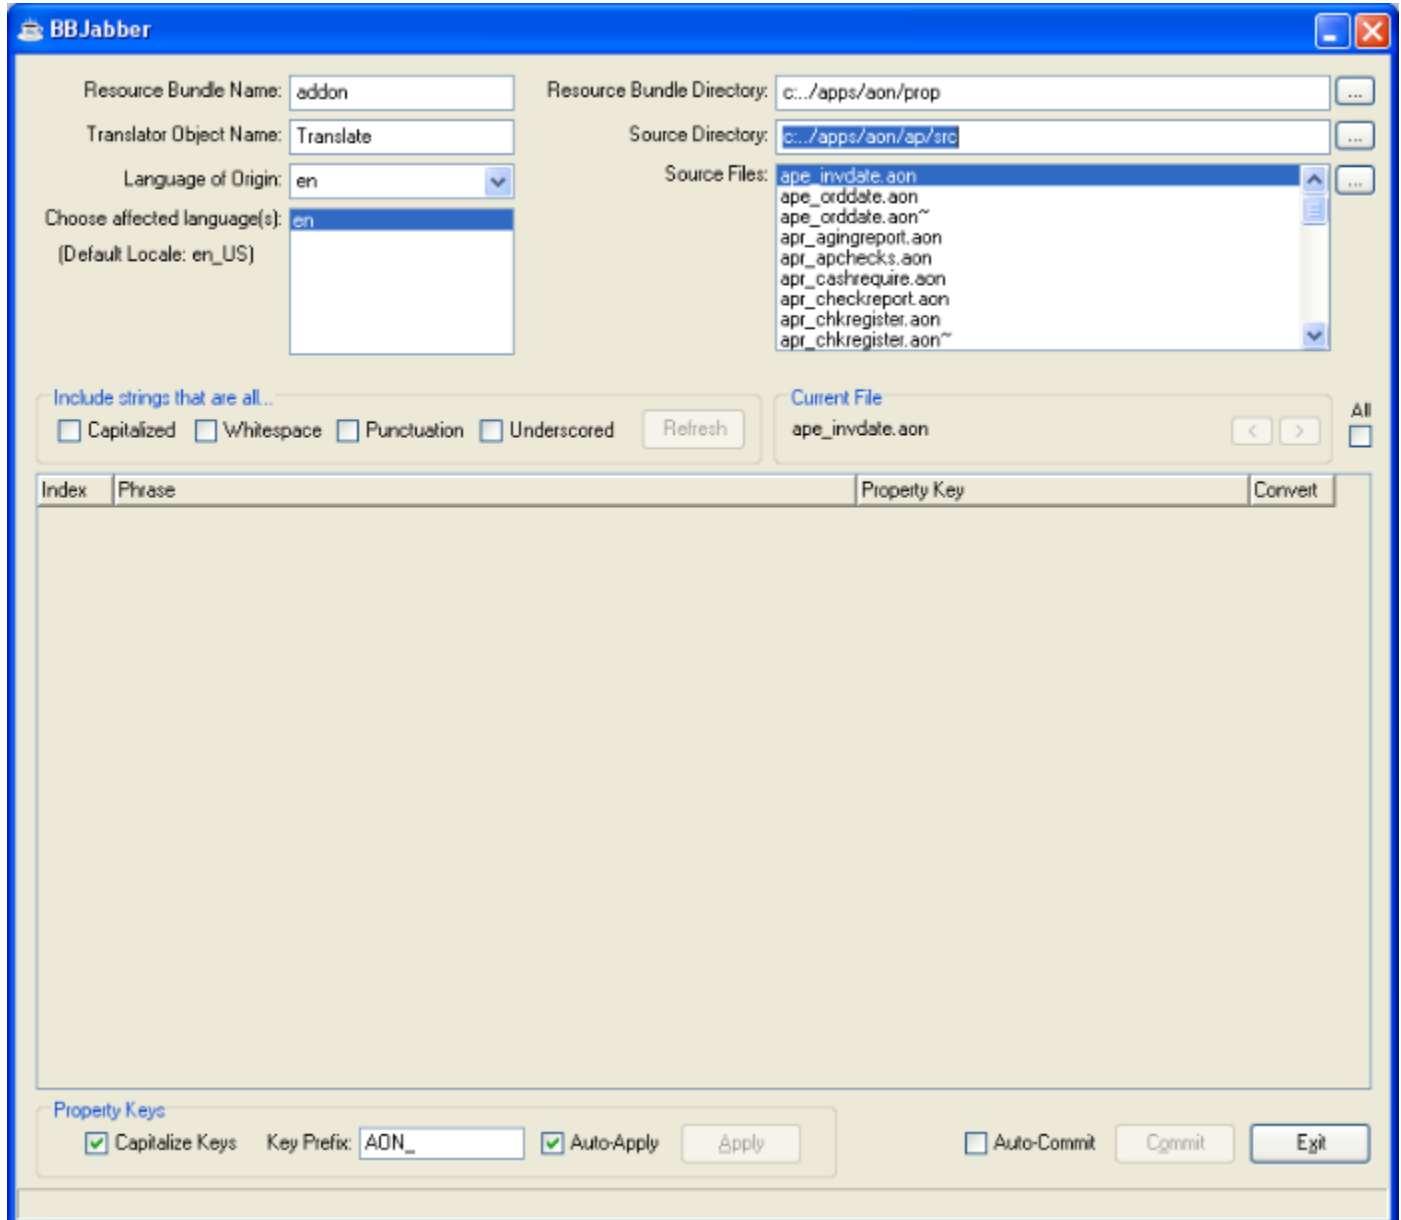 BBJabber
Resource Bundle Name: addon
Resource Bundle Directory: c:../apps/aon/prop ...
Translator Object Name: Translate
Source Directory: c:../apps/aon/ap/src ...
Language of Origin: en
Source Files: ape_invdate.aon ...
ape_orddate.aon
ape_orddate.aon~
apr_agingreport.aon
apr_apchecks.aon
apr_cashrequire.aon
apr_checkreport.aon
apr_chkregister.aon
apr_chkregister.aon~
Choose affected language(s): en
(Default Locale: en_US)
Include strings that are all...
Capitalized Whitespace Punctuation Underscored Refresh
Current File
ape_invdate.aon < >
All
Index Phrase Property Key Convert
Property Keys
Capitalize Keys Key Prefix: AON_ Auto-Apply Apply
Auto-Commit Commit Exit